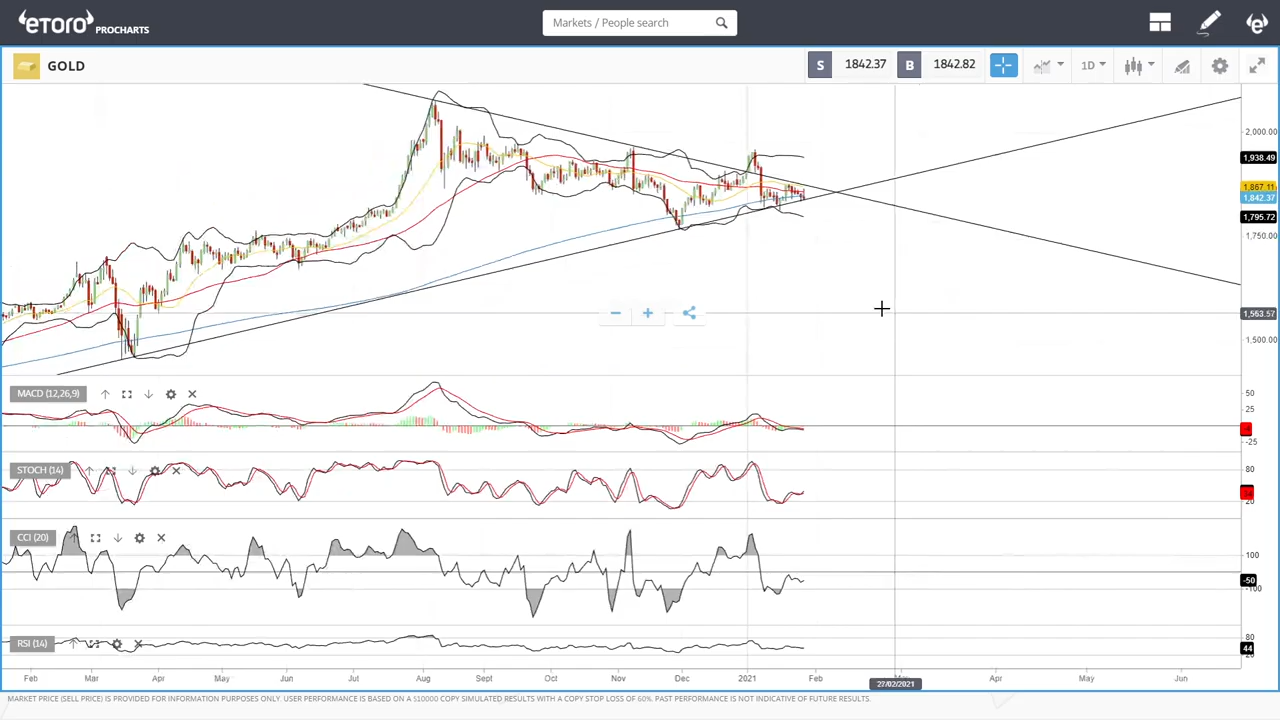 eToro PROCHARTS
Markets / People search
GOLD
S 1842.37 B 1842.82 1D
2,000.00
1,938.49
1,867.11
1,842.37
1,795.72
1,750.00
1,563.57
1,500.00
MACD (12,26,9)
50
25
-25
STOCH (14)
80
20
CCI (20)
100
-50
-100
RSI (14)
80
44
20
Feb Mar Apr May Jun Jul Aug Sept Oct Nov Dec 2021 Feb Apr May Jun
27/02/2021
MARKET PRICE (SELL PRICE) IS PROVIDED FOR INFORMATION PURPOSES ONLY. USER PERFORMANCE IS BASED ON A $10000 COPY SIMULATED RESULTS WITH A COPY STOP LOSS OF 60%. PAST PERFORMANCE IS NOT INDICATIVE OF FUTURE RESULTS.